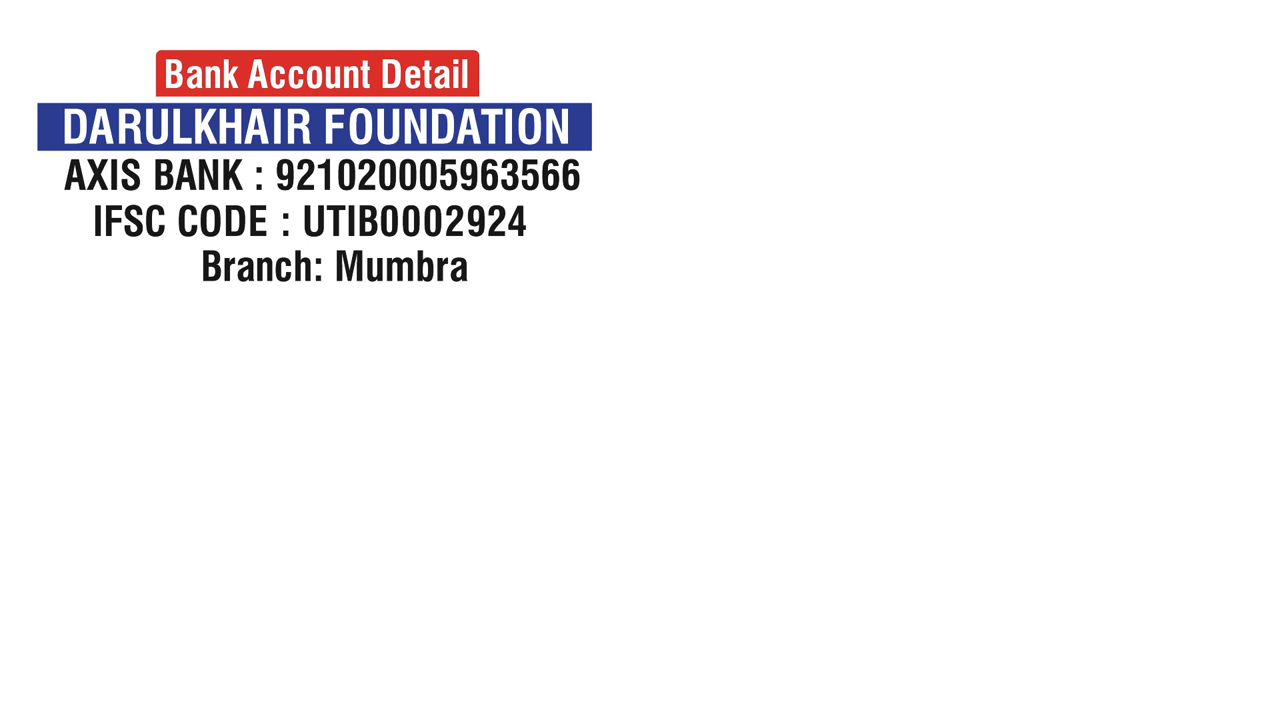 Bank Account Detail
DARULKHAIR FOUNDATION
AXIS BANK : 921020005963566
IFSC CODE : UTIB0002924
Branch: Mumbra